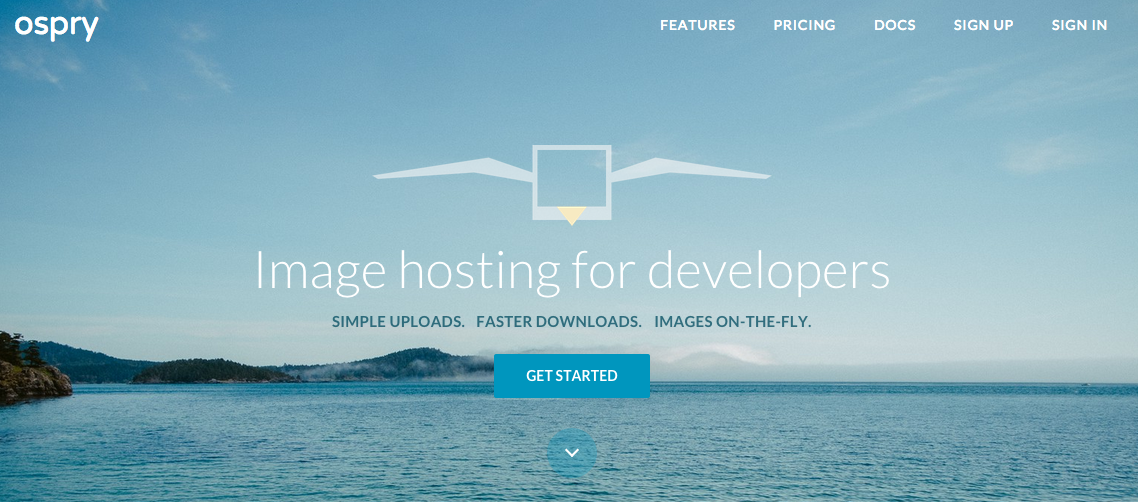 ospry
FEATURES PRICING DOCS SIGN UP SIGN IN
Image hosting for developers
SIMPLE UPLOADS. FASTER DOWNLOADS. IMAGES ON-THE-FLY.
GET STARTED